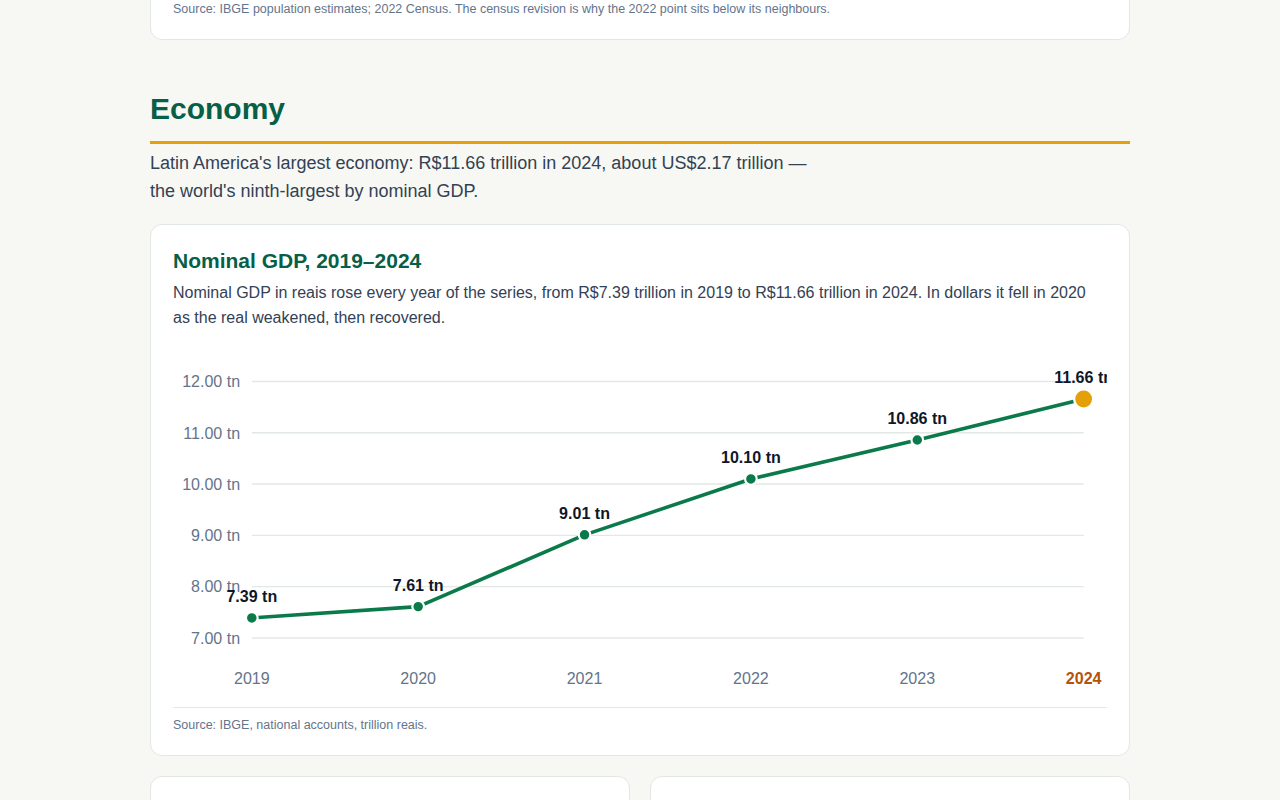 Source: IBGE population estimates; 2022 Census. The census revision is why the 2022 point sits below its neighbours.
Economy
Latin America's largest economy: R$11.66 trillion in 2024, about US$2.17 trillion —
the world's ninth-largest by nominal GDP.
Nominal GDP, 2019–2024
Nominal GDP in reais rose every year of the series, from R$7.39 trillion in 2019 to R$11.66 trillion in 2024. In dollars it fell in 2020
as the real weakened, then recovered.
12.00 tn
11.00 tn
10.00 tn
9.00 tn
8.00 tn
7.00 tn
7.39 tn
7.61 tn
9.01 tn
10.10 tn
10.86 tn
11.66 tn
2019
2020
2021
2022
2023
2024
Source: IBGE, national accounts, trillion reais.